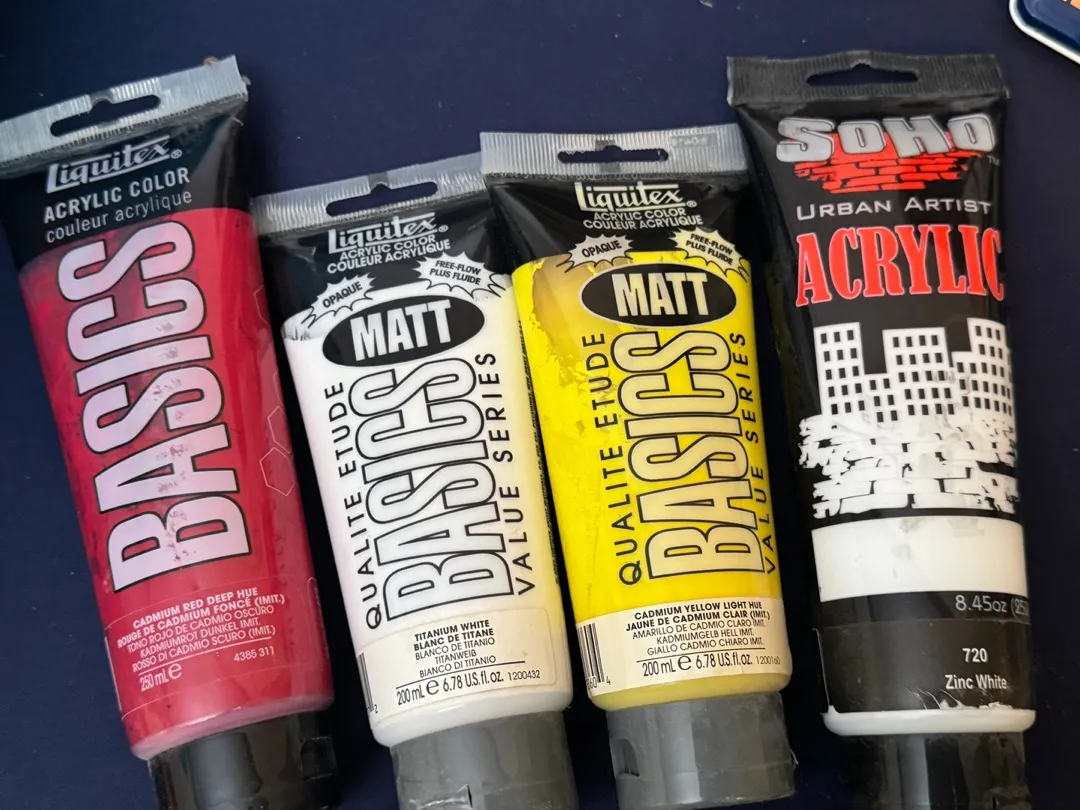 Liquitex®
ACRYLIC COLOR
couleur acrylique
BASICS
CADMIUM RED DEEP HUE
ROUGE DE CADMIUM FONCÉ (IMIT.)
TONO ROJO DE CADMIO OSCURO
KADMIUMROT DUNKEL IMIT.
ROSSO DI CADMIO SCURO (IMIT.)
250 mL e
4385 311
Liquitex®
ACRYLIC COLOR
COULEUR ACRYLIQUE
OPAQUE
FREE-FLOW
PLUS FLUIDE
MATT
QUALITE ETUDE
BASICS
VALUE SERIES
TITANIUM WHITE
BLANC DE TITANE
BLANCO DE TITANIO
TITANWEIß
BIANCO DI TITANIO
200 mL e 6.78 U.S. fl. oz. 1200432
Liquitex®
ACRYLIC COLOR
COULEUR ACRYLIQUE
OPAQUE
FREE-FLOW
PLUS FLUIDE
MATT
QUALITE ETUDE
BASICS
VALUE SERIES
CADMIUM YELLOW LIGHT HUE
JAUNE DE CADMIUM CLAIR (IMIT.)
AMARILLO DE CADMIO CLARO IMIT.
KADMIUMGELB HELL IMIT.
GIALLO CADMIO CHIARO IMIT.
200 mL e 6.78 U.S. fl. oz. 1200160
SOHO™
URBAN ARTIST
ACRYLIC
8.45oz
720
Zinc White